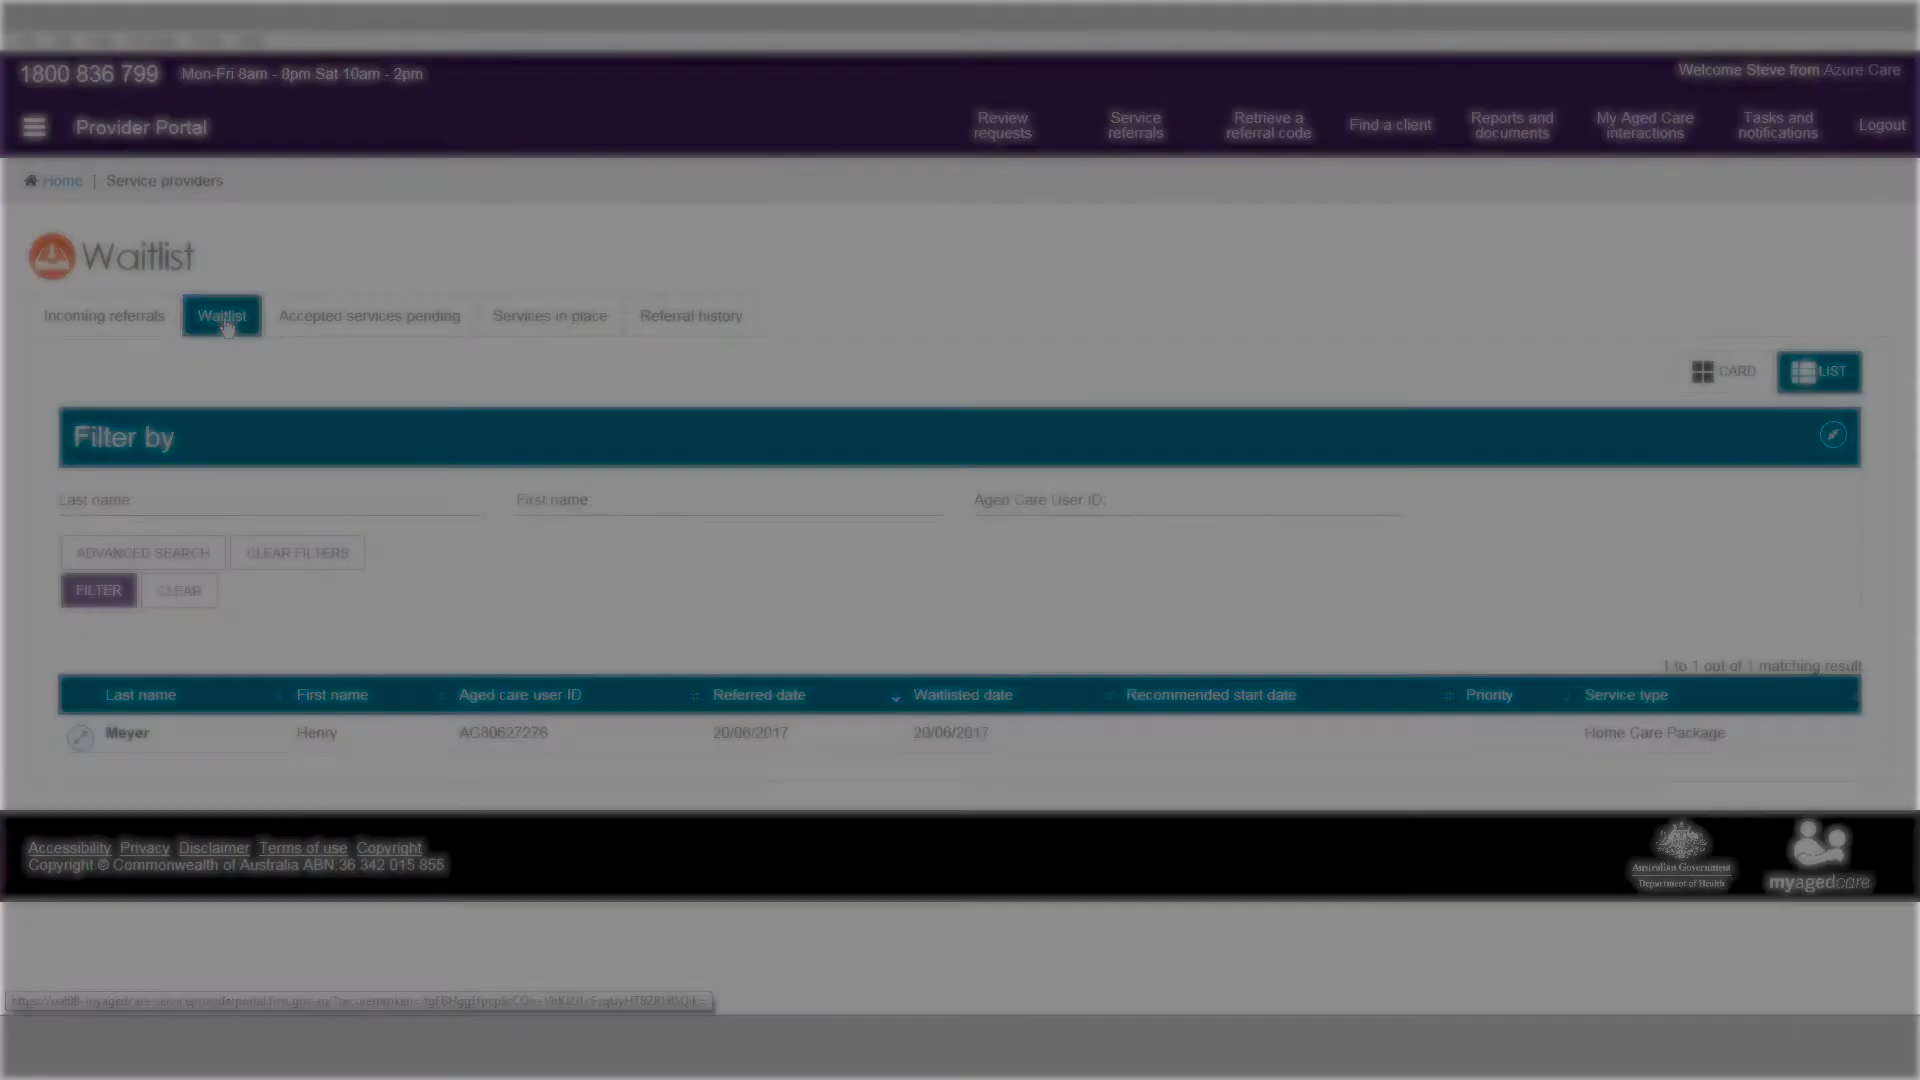 1800 836 799 Mon-Fri 8am - 8pm Sat 10am - 2pm
Welcome Steve from Azure Care
Provider Portal
Review requests
Service referrals
Retrieve a referral code
Find a client
Reports and documents
My Aged Care interactions
Tasks and notifications
Logout
Home | Service providers
Waitlist
Incoming referrals
Waitlist
Accepted services pending
Services in place
Referral history
CARD
LIST
Filter by
Last name:
First name:
Aged Care User ID:
ADVANCED SEARCH
CLEAR FILTERS
FILTER
CLEAR
1 to 1 out of 1 matching result
Last name First name Aged care user ID Referred date Waitlisted date Recommended start date Priority Service type
Meyer Henry AC80627276 20/06/2017 20/06/2017 Home Care Package
Accessibility Privacy Disclaimer Terms of use Copyright
Copyright © Commonwealth of Australia ABN:36 342 015 855
Australian Government
Department of Health
myagedcare